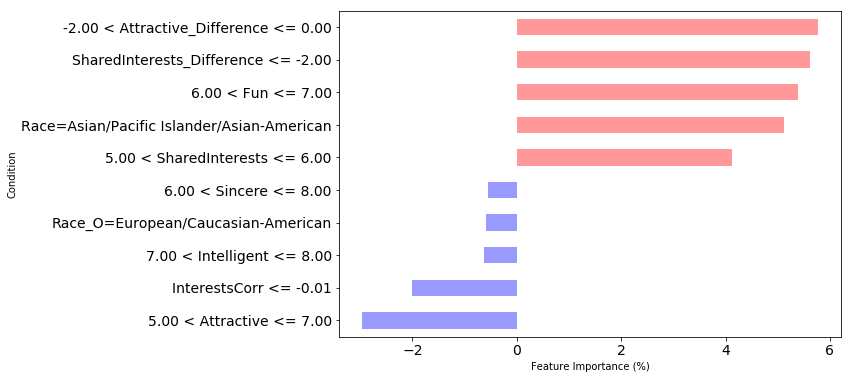 -2.00 < Attractive_Difference <= 0.00
SharedInterests_Difference <= -2.00
6.00 < Fun <= 7.00
Race=Asian/Pacific Islander/Asian-American
5.00 < SharedInterests <= 6.00
6.00 < Sincere <= 8.00
Race_O=European/Caucasian-American
7.00 < Intelligent <= 8.00
InterestsCorr <= -0.01
5.00 < Attractive <= 7.00
Condition
−2 0 2 4 6
Feature Importance (%)